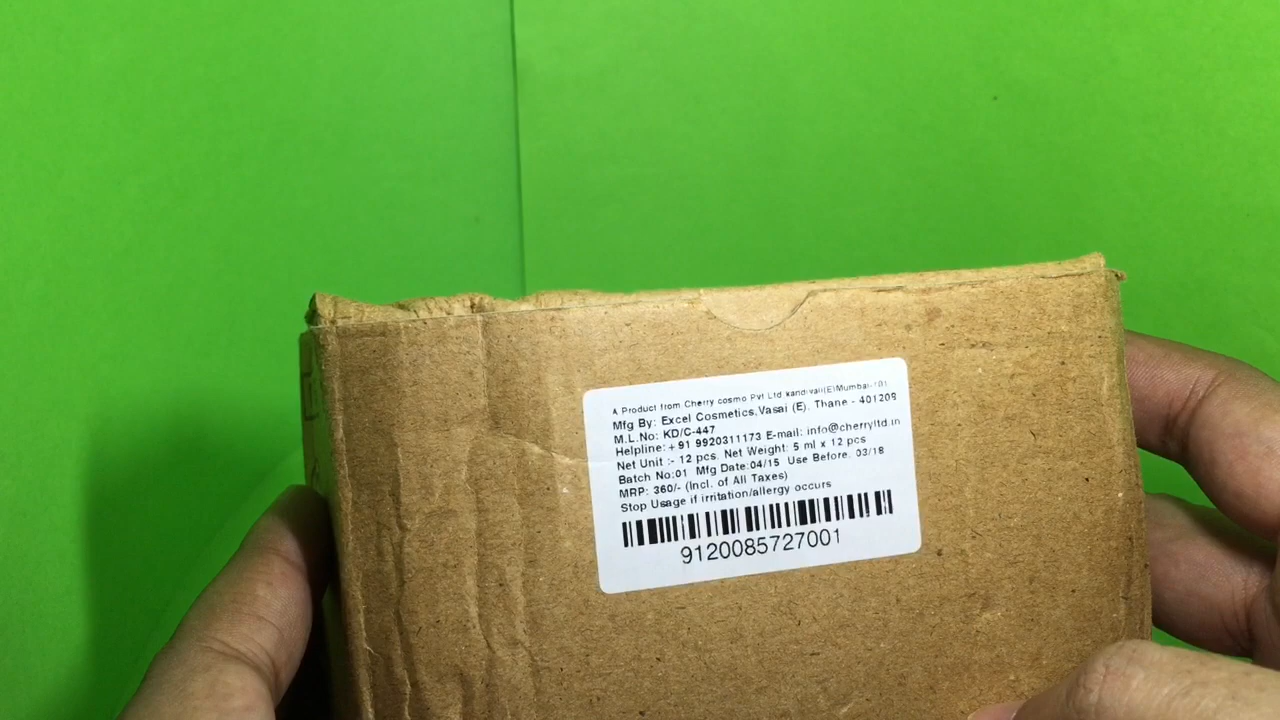 A Product from Cherry cosmo Pvt Ltd kandivali(E)Mumbai-101.
Mfg By: Excel Cosmetics,Vasai (E). Thane - 401209
M.L.No: KD/C-447
Helpline:+91 9920311173 E-mail: info@cherryltd.in
Net Unit :- 12 pcs. Net Weight: 5 ml x 12 pcs
Batch No:01 Mfg Date:04/15 Use Before. 03/18
MRP: 360/- (Incl. of All Taxes)
Stop Usage if irritation/allergy occurs
9120085727001